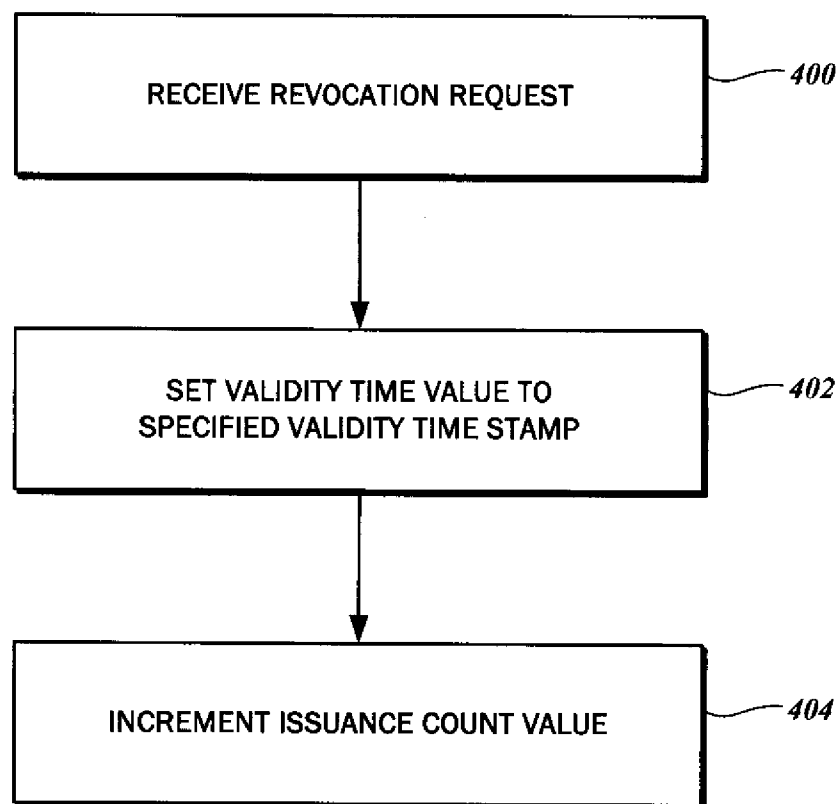 RECEIVE REVOCATION REQUEST
400
SET VALIDITY TIME VALUE TO
SPECIFIED VALIDITY TIME STAMP
402
INCREMENT ISSUANCE COUNT VALUE
404